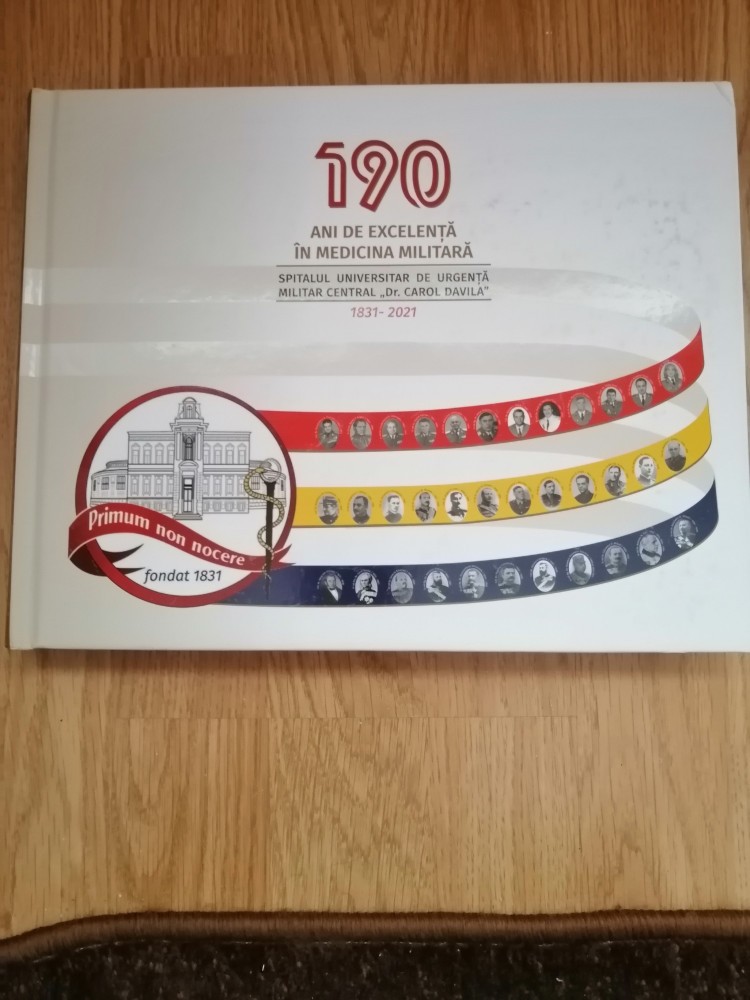 190
ANI DE EXCELENȚĂ
ÎN MEDICINA MILITARĂ
SPITALUL UNIVERSITAR DE URGENȚĂ
MILITAR CENTRAL „Dr. CAROL DAVILA”
1831- 2021
Primum non nocere
fondat 1831